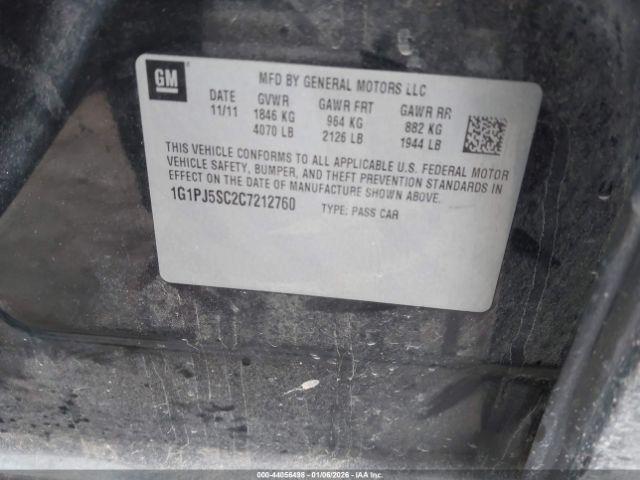 GM
MFD BY GENERAL MOTORS LLC
DATE GVWR GAWR FRT GAWR RR
11/11 1846 KG 964 KG 882 KG
4070 LB 2126 LB 1944 LB
THIS VEHICLE CONFORMS TO ALL APPLICABLE U.S. FEDERAL MOTOR
VEHICLE SAFETY, BUMPER, AND THEFT PREVENTION STANDARDS IN
EFFECT ON THE DATE OF MANUFACTURE SHOWN ABOVE.
1G1PJ5SC2C7212760 TYPE: PASS CAR
000-44056498 - 01/06/2026 - IAAI.com